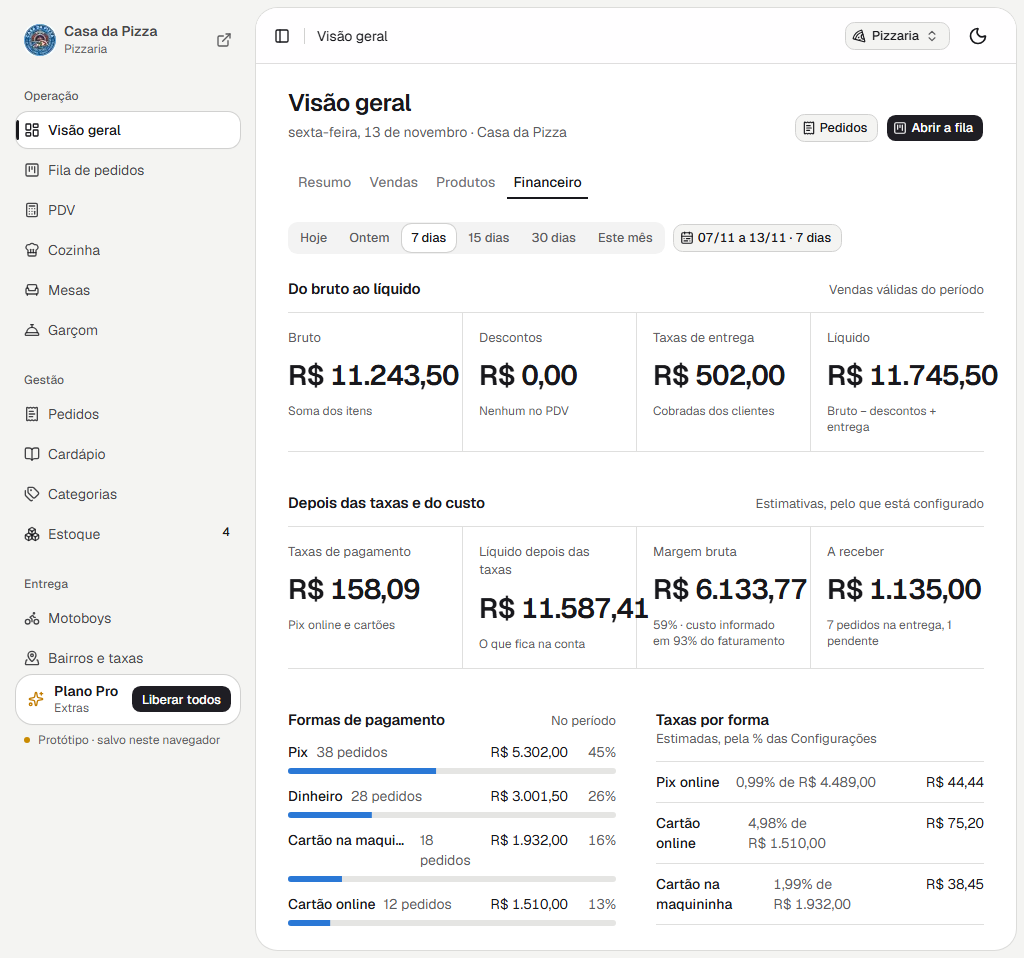 Casa da Pizza
Pizzaria
Operação
Visão geral
Fila de pedidos
PDV
Cozinha
Mesas
Garçom
Gestão
Pedidos
Cardápio
Categorias
Estoque 4
Entrega
Motoboys
Bairros e taxas
Plano Pro
Extras
Liberar todos
Protótipo · salvo neste navegador
Visão geral
Pizzaria
Visão geral
sexta-feira, 13 de novembro · Casa da Pizza
Pedidos
Abrir a fila
Resumo Vendas Produtos Financeiro
Hoje Ontem 7 dias 15 dias 30 dias Este mês 07/11 a 13/11 · 7 dias
Do bruto ao líquido
Vendas válidas do período
Bruto
R$ 11.243,50
Soma dos itens
Descontos
R$ 0,00
Nenhum no PDV
Taxas de entrega
R$ 502,00
Cobradas dos clientes
Líquido
R$ 11.745,50
Bruto − descontos +
entrega
Depois das taxas e do custo
Estimativas, pelo que está configurado
Taxas de pagamento
R$ 158,09
Pix online e cartões
Líquido depois das
taxas
R$ 11.587,41
O que fica na conta
Margem bruta
R$ 6.133,77
59% · custo informado
em 93% do faturamento
A receber
R$ 1.135,00
7 pedidos na entrega, 1
pendente
Formas de pagamento
No período
Pix 38 pedidos R$ 5.302,00 45%
Dinheiro 28 pedidos R$ 3.001,50 26%
Cartão na maqui... 18 R$ 1.932,00 16%
pedidos
Cartão online 12 pedidos R$ 1.510,00 13%
Taxas por forma
Estimadas, pela % das Configurações
Pix online 0,99% de R$ 4.489,00 R$ 44,44
Cartão 4,98% de R$ 75,20
online R$ 1.510,00
Cartão na 1,99% de R$ 38,45
maquininha R$ 1.932,00